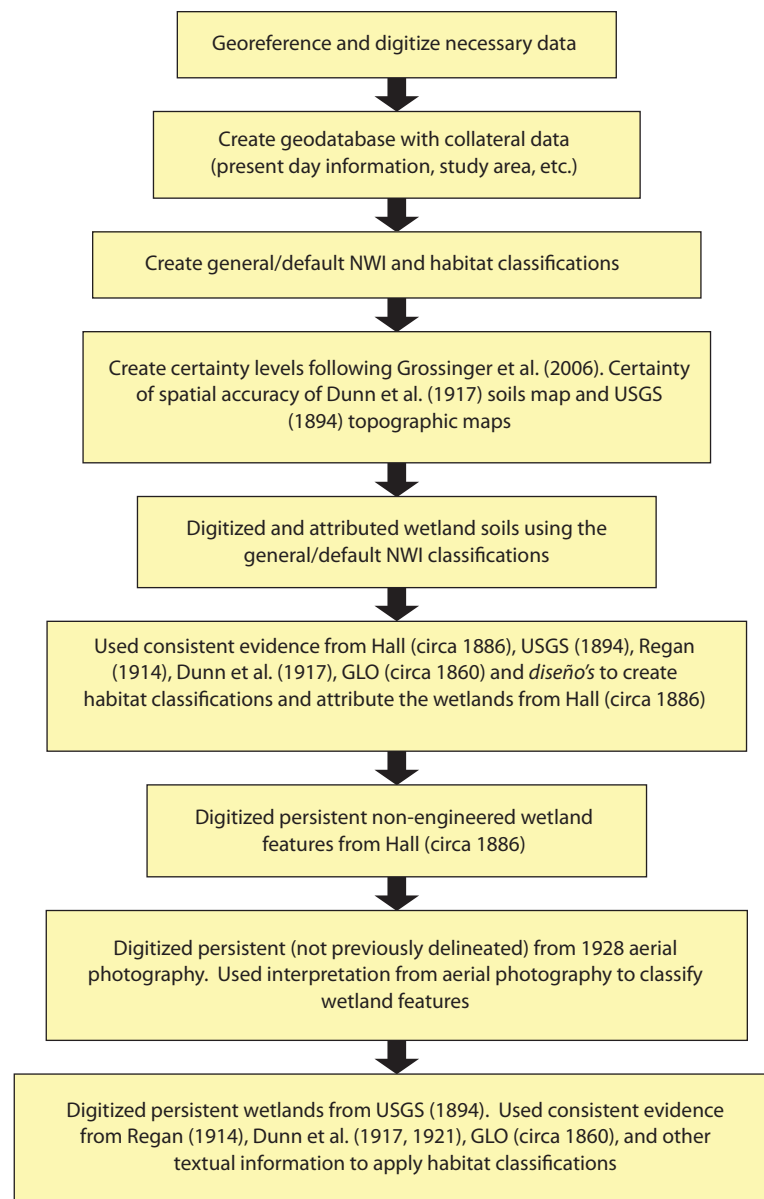 Georeference and digitize necessary data
Create geodatabase with collateral data
(present day information, study area, etc.)
Create general/default NWI and habitat classifications
Create certainty levels following Grossinger et al. (2006). Certainty
of spatial accuracy of Dunn et al. (1917) soils map and USGS
(1894) topographic maps
Digitized and attributed wetland soils using the
general/default NWI classifications
Used consistent evidence from Hall (circa 1886), USGS (1894), Regan
(1914), Dunn et al. (1917), GLO (circa 1860) and diseño's to create
habitat classifications and attribute the wetlands from Hall (circa 1886)
Digitized persistent non-engineered wetland
features from Hall (circa 1886)
Digitized persistent (not previously delineated) from 1928 aerial
photography. Used interpretation from aerial photography to classify
wetland features
Digitized persistent wetlands from USGS (1894). Used consistent evidence
from Regan (1914), Dunn et al. (1917, 1921), GLO (circa 1860), and other
textual information to apply habitat classifications